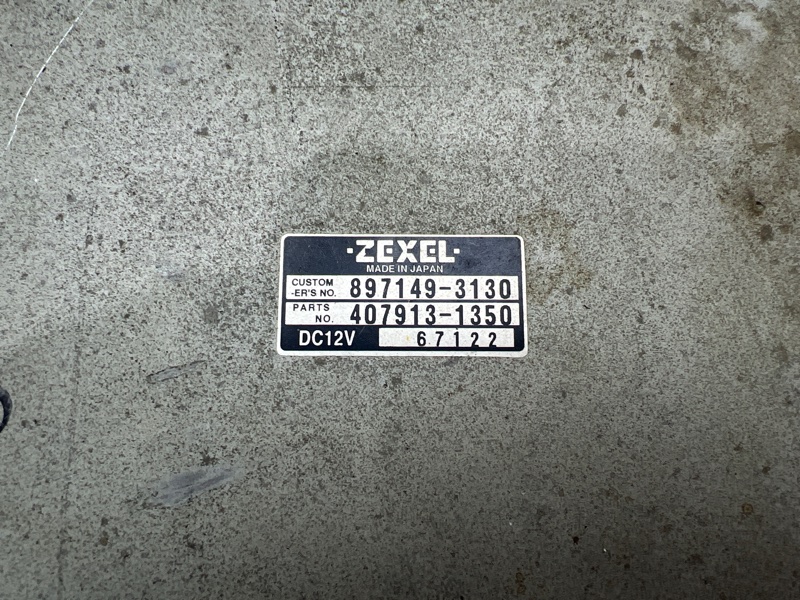 ·ZEXEL·
MADE IN JAPAN
CUSTOM
-ER'S NO. 897149-3130
PARTS
NO. 407913-1350
DC12V 67122